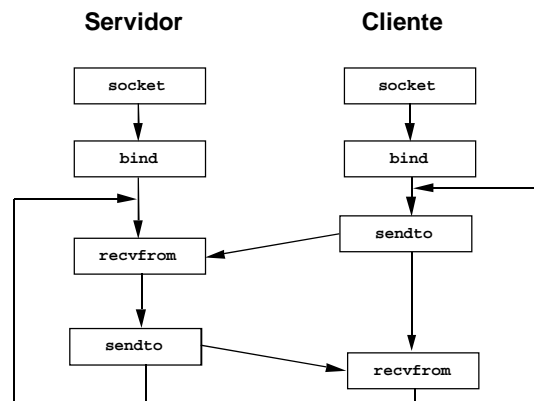 Servidor
Cliente
socket
socket
bind
bind
sendto
recvfrom
sendto
recvfrom